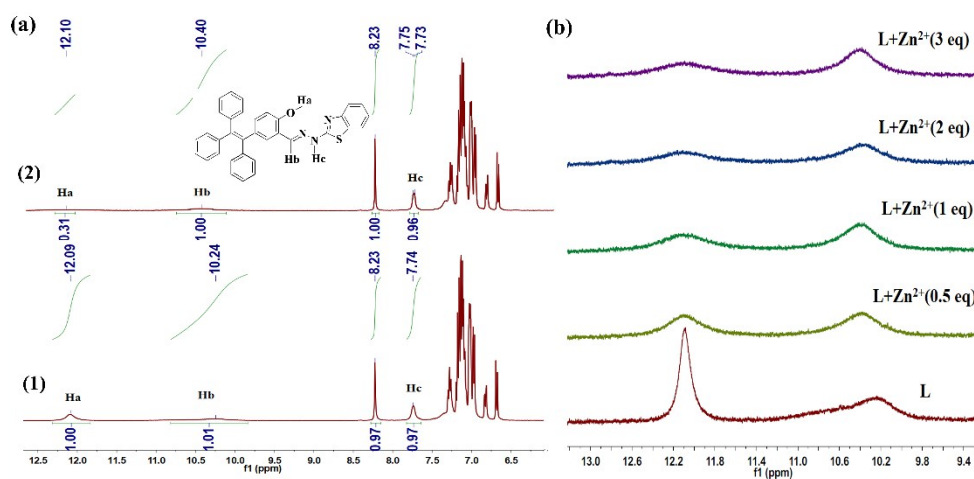 (a)
12.10
10.40
8.23
7.75
7.73
Ha
O
N
N
N
S
Hb
Hc
(2)
Ha
Hb
Hc
0.31
1.00
1.00
0.96
12.09
10.24
8.23
7.74
(1)
Ha
Hb
Hc
1.00
1.01
0.97
0.97
12.5 12.0 11.5 11.0 10.5 10.0 9.5 9.0 8.5 8.0 7.5 7.0 6.5
f1 (ppm)
(b)
L+Zn²⁺(3 eq)
L+Zn²⁺(2 eq)
L+Zn²⁺(1 eq)
L+Zn²⁺(0.5 eq)
L
13.2 12.8 12.4 12.0 11.6 11.2 10.8 10.4 10.0 9.6